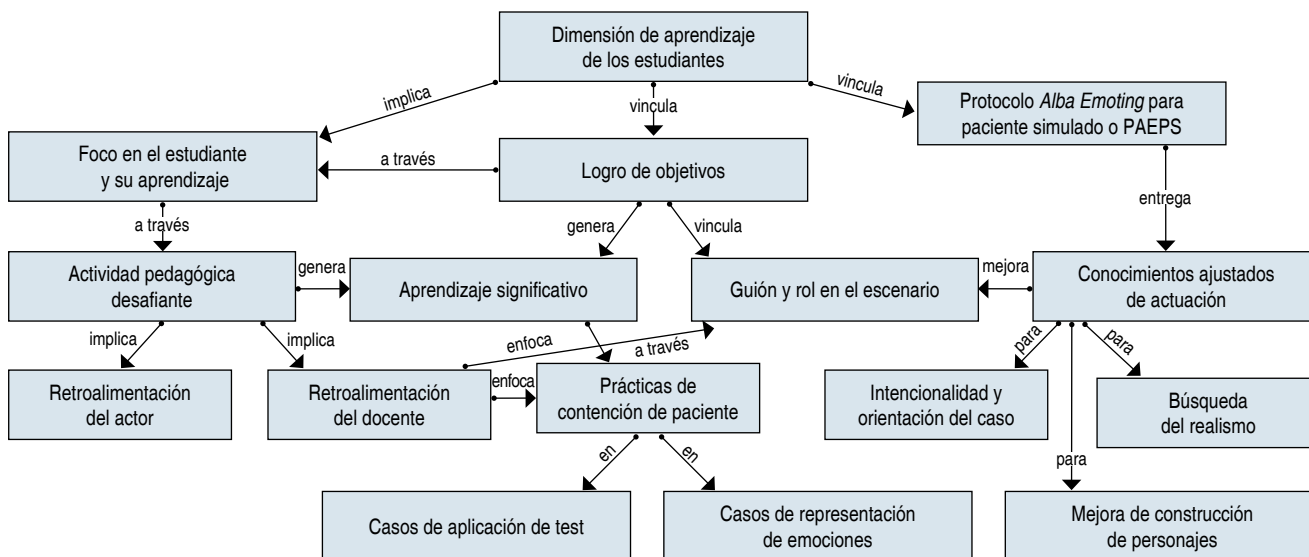 Dimensión de aprendizaje
de los estudiantes
implica
vincula
vincula
Protocolo Alba Emoting para
paciente simulado o PAEPS
Foco en el estudiante
y su aprendizaje
a través
Logro de objetivos
a través
genera
vincula
entrega
Actividad pedagógica
desafiante
genera
Aprendizaje significativo
Guión y rol en el escenario
mejora
Conocimientos ajustados
de actuación
implica
implica
enfoca
a través
para
para
Retroalimentación
del actor
Retroalimentación
del docente
enfoca
Prácticas de
contención de paciente
Intencionalidad y
orientación del caso
Búsqueda
del realismo
en
en
para
Casos de aplicación de test
Casos de representación
de emociones
Mejora de construcción
de personajes